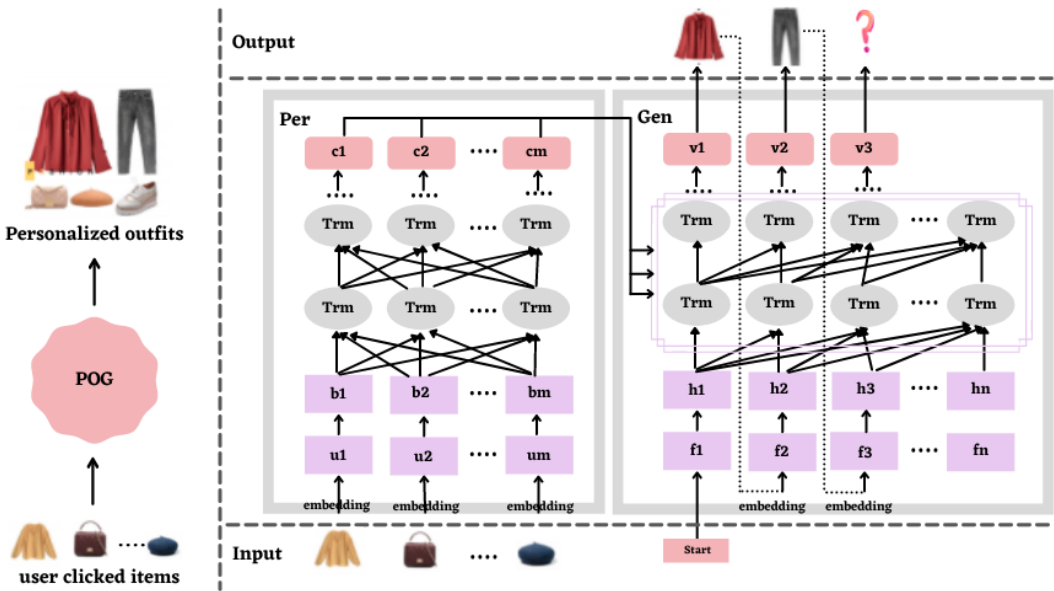 Output
Per
Gen
c1 c2 .... cm
v1 v2 v3
..... ..... .....
..... ..... .....
Trm Trm .... Trm
Trm Trm Trm .... Trm
Trm Trm .... Trm
Trm Trm Trm .... Trm
b1 b2 .... bm
h1 h2 h3 .... hn
u1 u2 .... um
f1 f2 f3 .... fn
embedding embedding embedding
embedding embedding
Input
....
Start
Personalized outfits
POG
.....
user clicked items